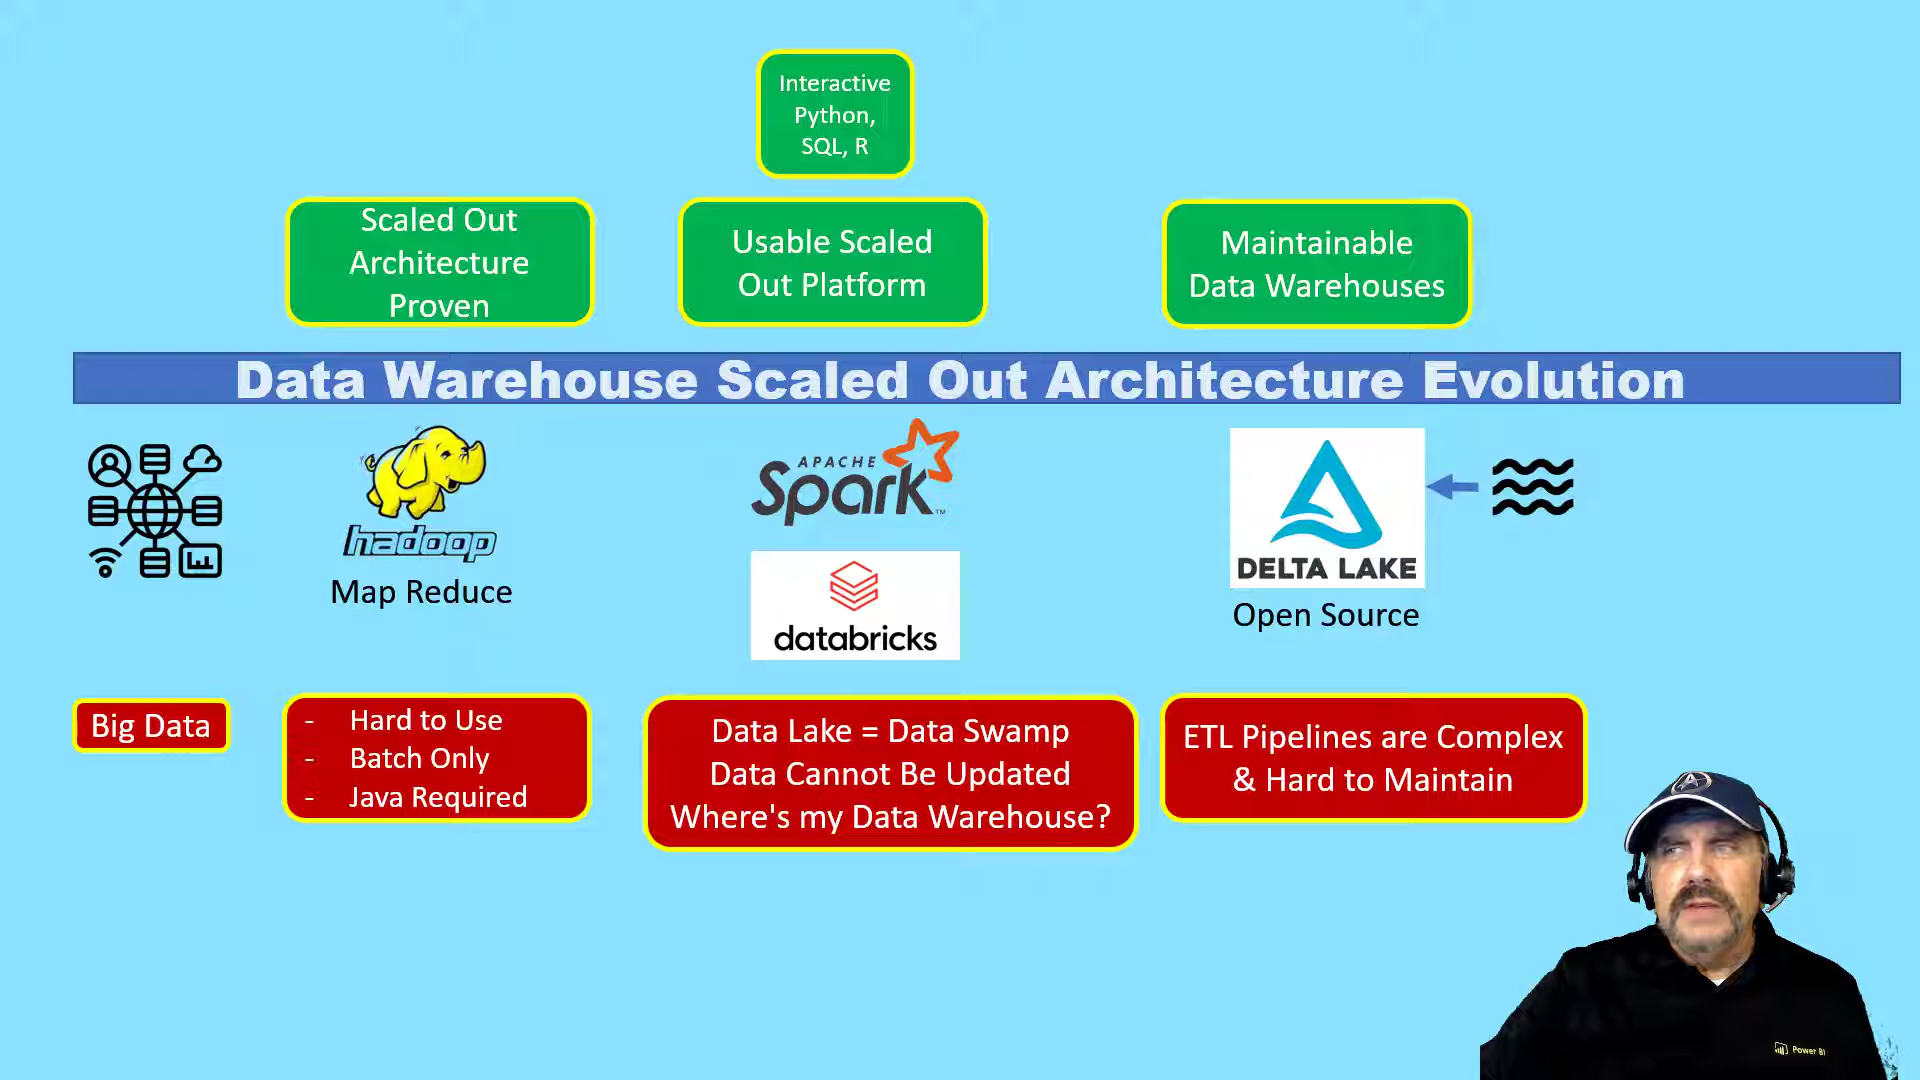 Interactive
Python,
SQL, R
Scaled Out
Architecture
Proven
Usable Scaled
Out Platform
Maintainable
Data Warehouses
Data Warehouse Scaled Out Architecture Evolution
hadoop
Map Reduce
APACHE
Spark™
databricks
DELTA LAKE
Open Source
Big Data
- Hard to Use
- Batch Only
- Java Required
Data Lake = Data Swamp
Data Cannot Be Updated
Where's my Data Warehouse?
ETL Pipelines are Complex
& Hard to Maintain
Power BI